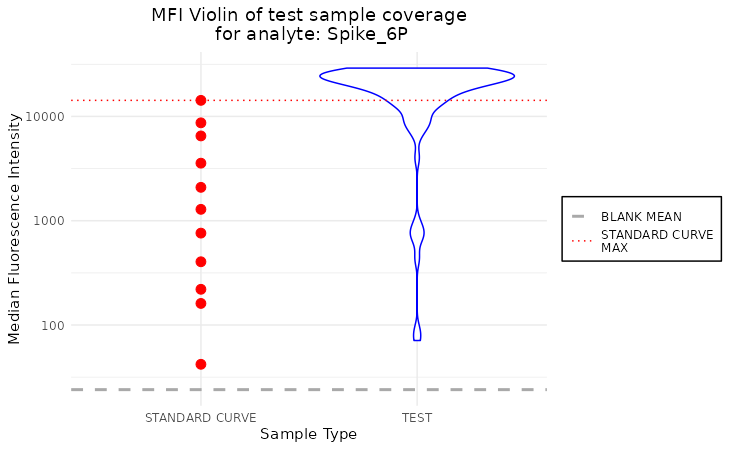 MFI Violin of test sample coverage
for analyte: Spike_6P
Median Fluorescence Intensity
10000
1000
100
STANDARD CURVE
TEST
Sample Type
BLANK MEAN
STANDARD CURVE
MAX